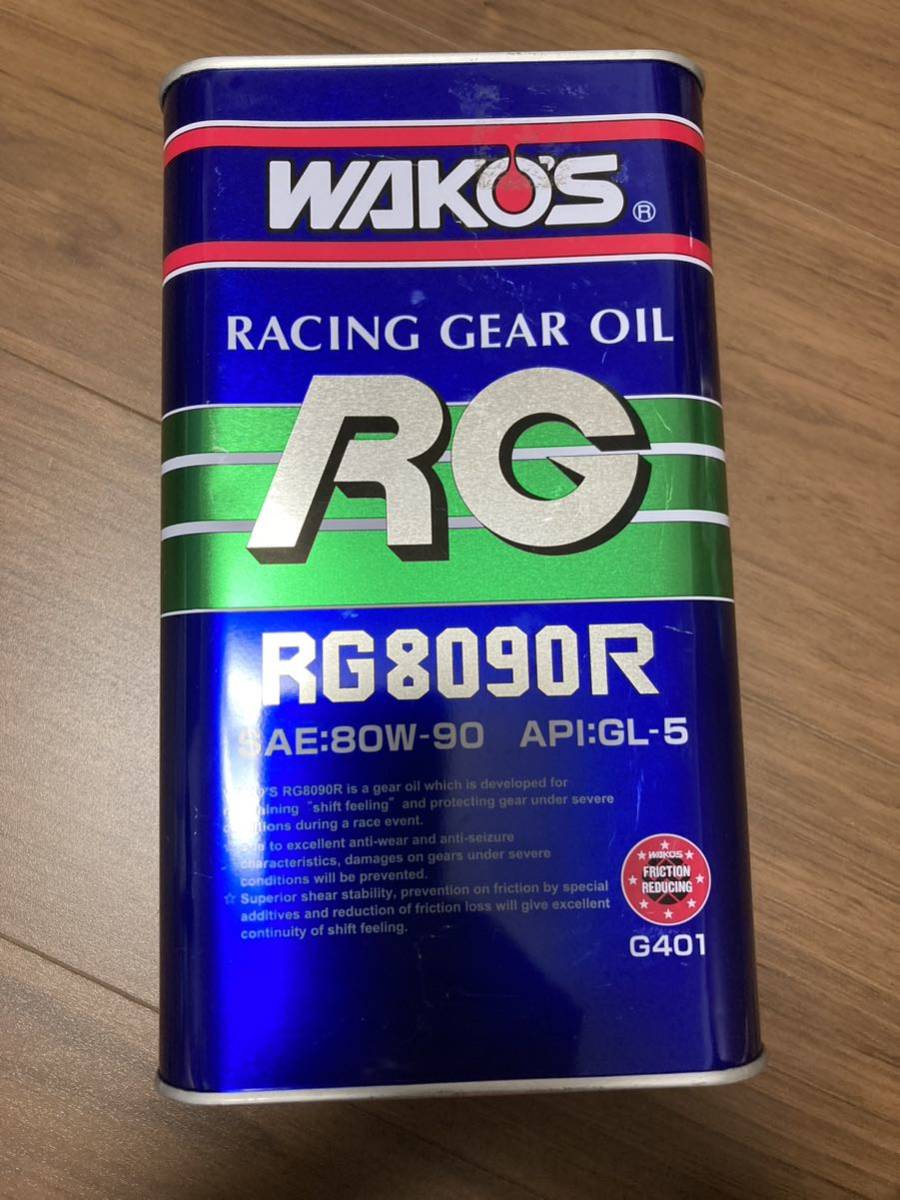 WAKO'S ®
RACING GEAR OIL
RG
RG8090R
SAE:80W-90 API:GL-5
'S RG8090R is a gear oil which is developed for
"shift feeling" and protecting gear under severe
during a race event.
to excellent anti-wear and anti-seizure
characteristics, damages on gears under severe
conditions will be prevented.
☆ Superior shear stability, prevention on friction by special
additives and reduction of friction loss will give excellent
continuity of shift feeling.
WAKO'S
FRICTION
REDUCING
G401